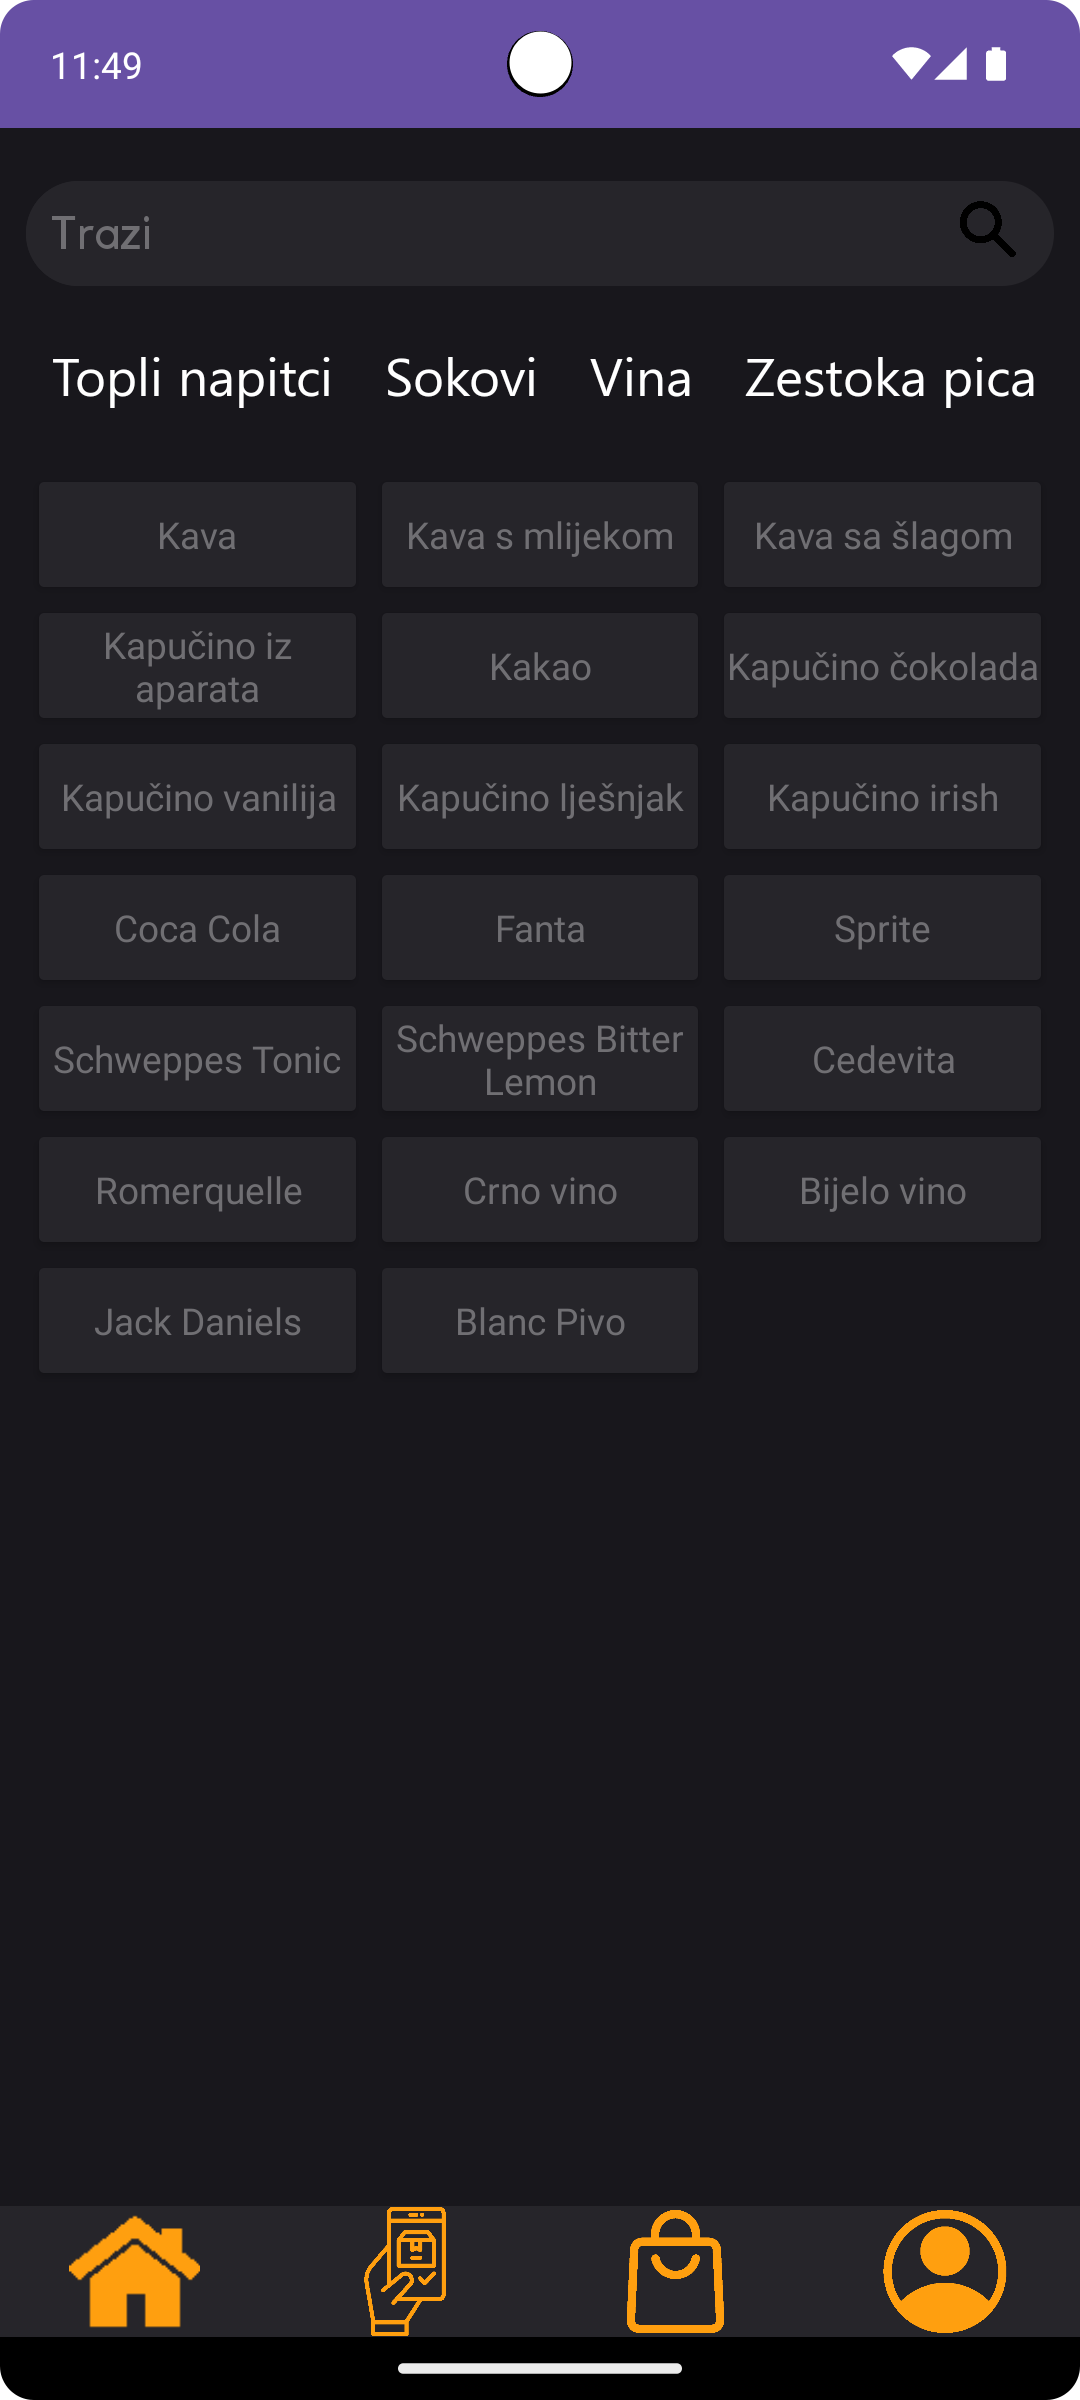 11:49
Trazi
Topli napitci Sokovi Vina Zestoka pica
Kava Kava s mlijekom Kava sa šlagom
Kapučino iz
aparata
Kakao Kapučino čokolada
Kapučino vanilija Kapučino lješnjak Kapučino irish
Coca Cola Fanta Sprite
Schweppes Tonic
Schweppes Bitter
Lemon
Cedevita
Romerquelle Crno vino Bijelo vino
Jack Daniels Blanc Pivo